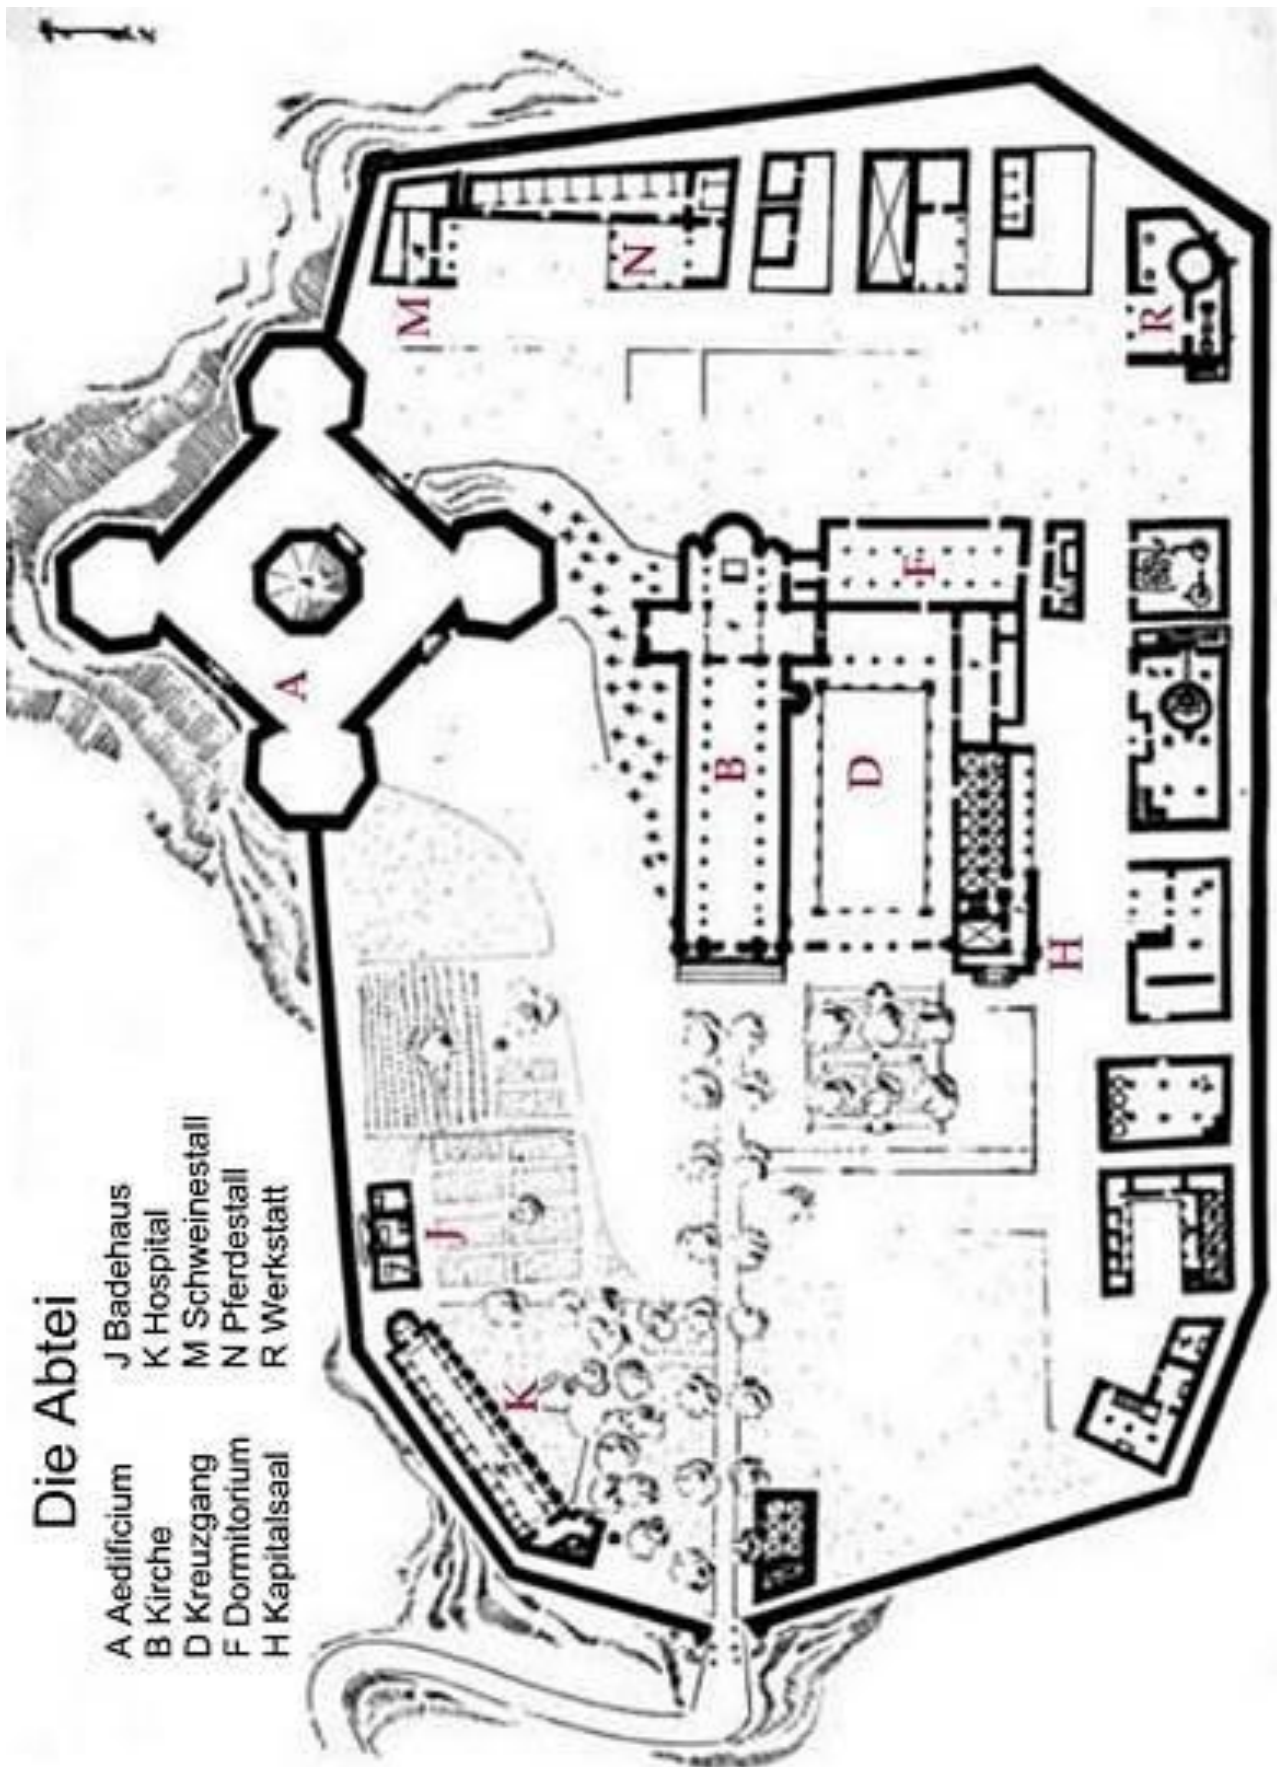 Die Abtei
A Aedificium
B Kirche
D Kreuzgang
F Dormitorium
H Kapitalsaal
J Badehaus
K Hospital
M Schweinestall
N Pferdestall
R Werkstatt
K
J
A
M
B
D
H
F
N
R